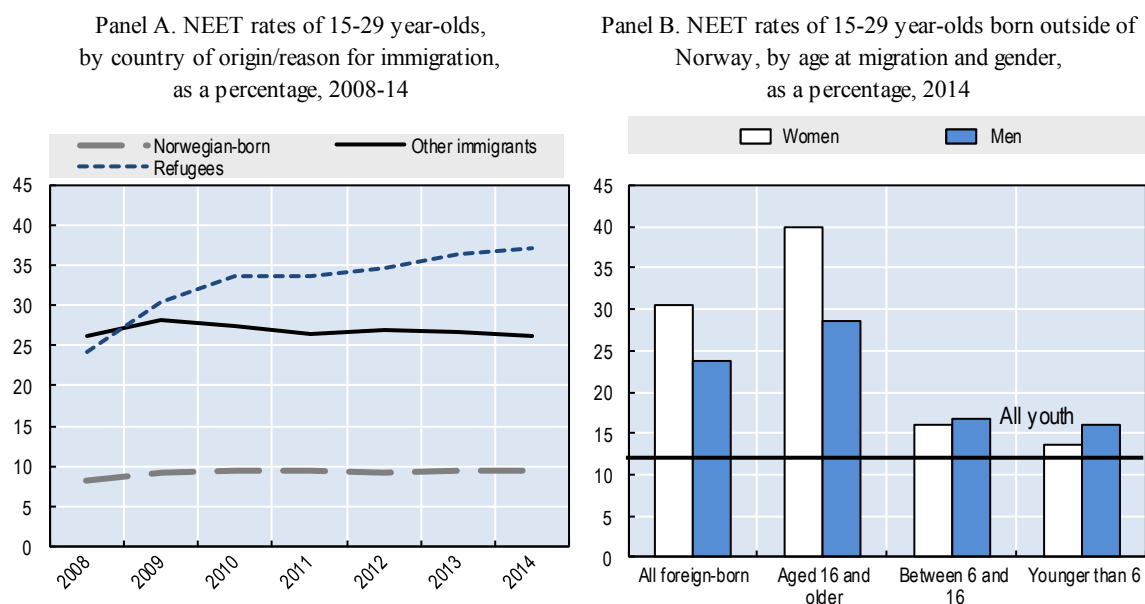 Panel A. NEET rates of 15-29 year-olds,
by country of origin/reason for immigration,
as a percentage, 2008-14
Norwegian-born
Other immigrants
Refugees
45
40
35
30
25
20
15
10
5
0
2008
2009
2010
2011
2012
2013
2014
Panel B. NEET rates of 15-29 year-olds born outside of
Norway, by age at migration and gender,
as a percentage, 2014
Women
Men
45
40
35
30
25
20
15
10
5
0
All youth
All foreign-born
Aged 16 and
older
Between 6 and
16
Younger than 6